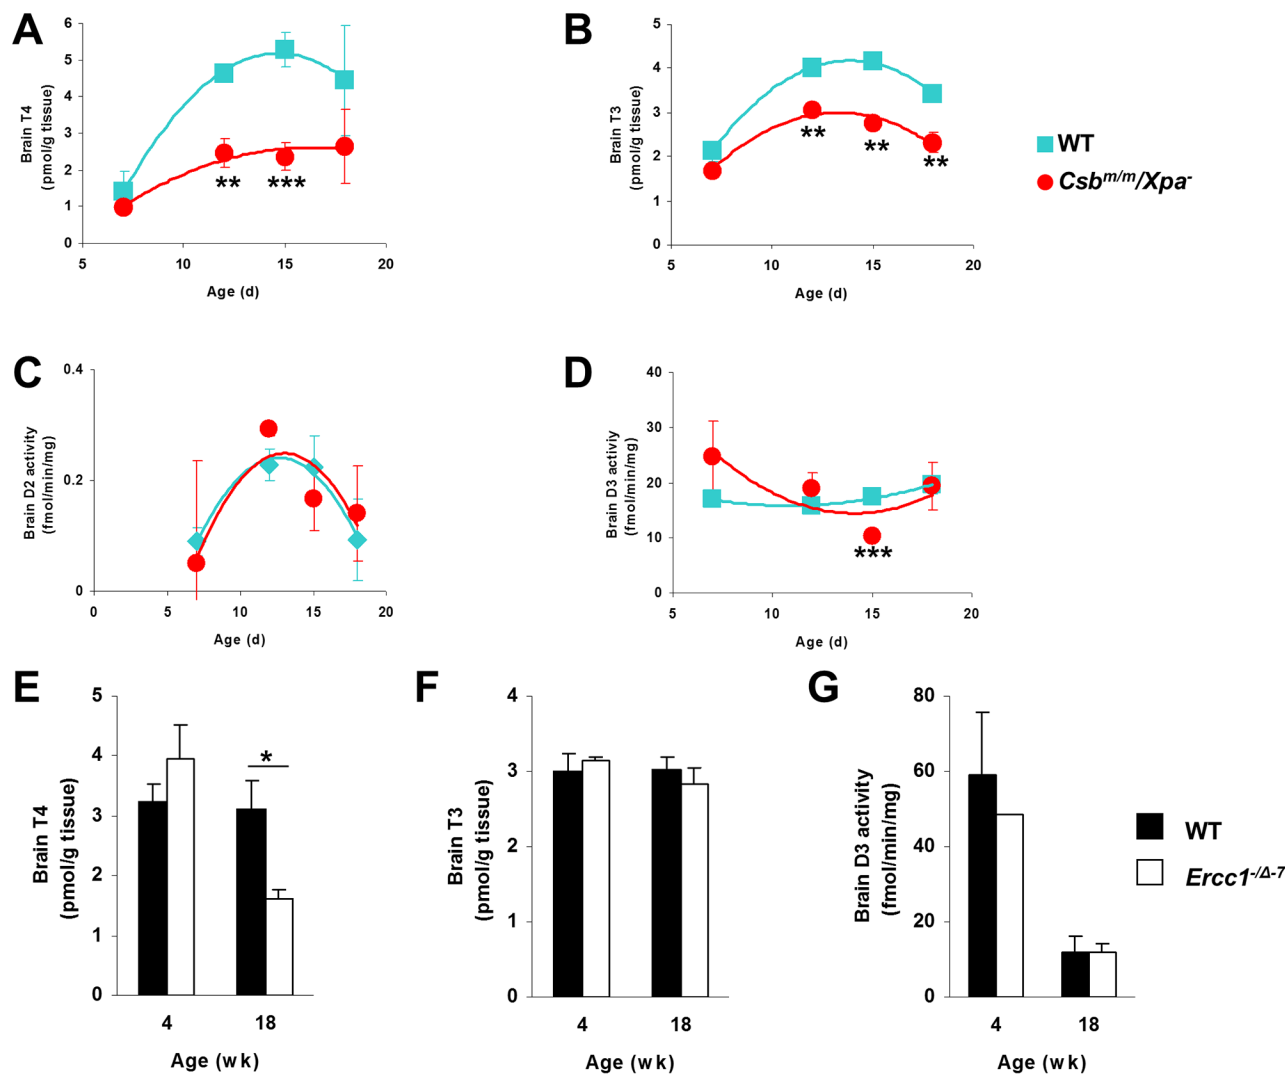 A
B
6
5
4
3
2
1
0
Brain T4
(pmol/g tissue)
** ***
5 10 15 20
Age (d)
5
4
3
2
1
0
Brain T3
(pmol/g tissue)
** ** **
5 10 15 20
Age (d)
WT
Csbm/m/Xpa-
C
D
0.4
0.2
0
Brain D2 activity
(fmol/min/mg)
0 5 10 15 20
Age (d)
40
30
20
10
0
Brain D3 activiy
(fmol/min/mg)
***
5 10 15 20
Age (d)
E
F
G
5
4
3
2
1
0
Brain T4
(pmol/g tissue)
*
4 18
Age (wk)
4
3
2
1
0
Brain T3
(pmol/g tissue)
4 18
Age (wk)
80
60
40
20
0
Brain D3 activity
(fmol/min/mg)
4 18
Age (wk)
WT
Ercc1-/Δ-7